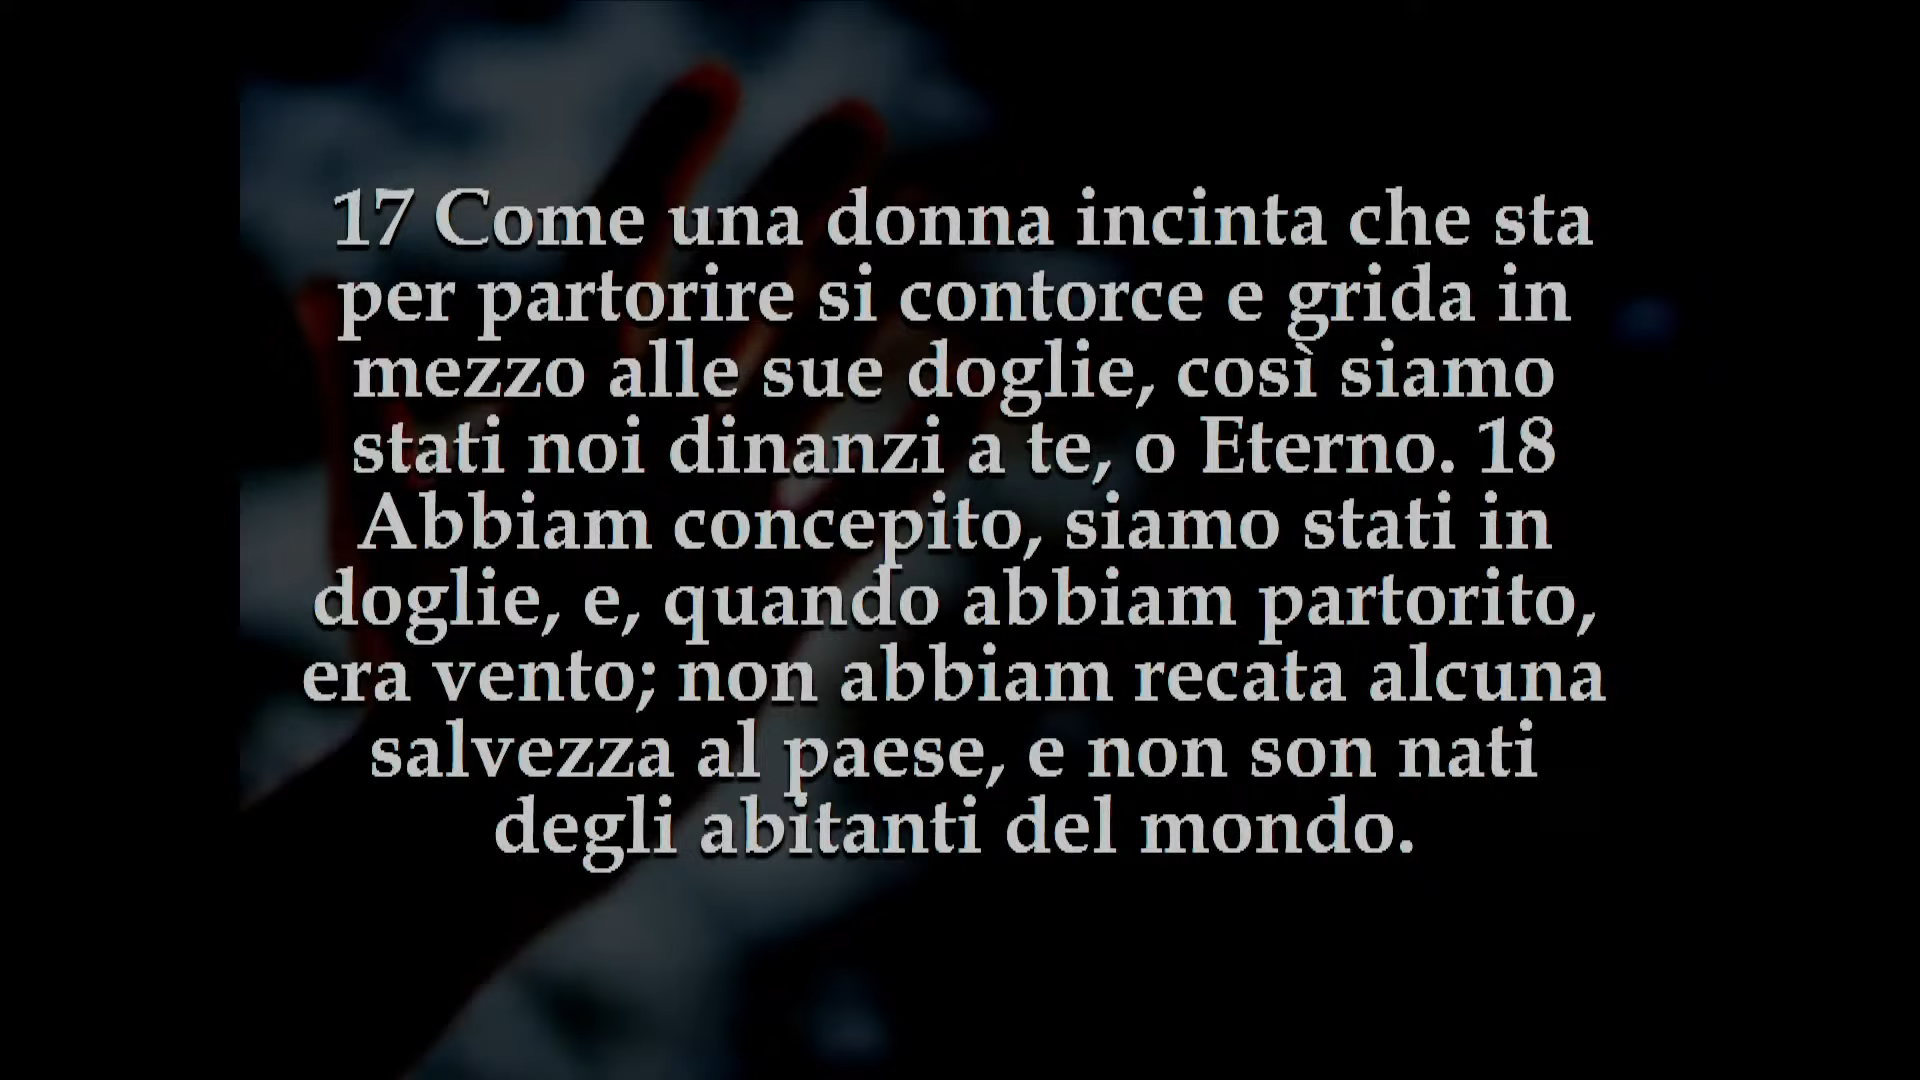 17 Come una donna incinta che sta
per partorire si contorce e grida in
mezzo alle sue doglie, così siamo
stati noi dinanzi a te, o Eterno. 18
Abbiam concepito, siamo stati in
doglie, e, quando abbiam partorito,
era vento; non abbiam recata alcuna
salvezza al paese, e non son nati
degli abitanti del mondo.